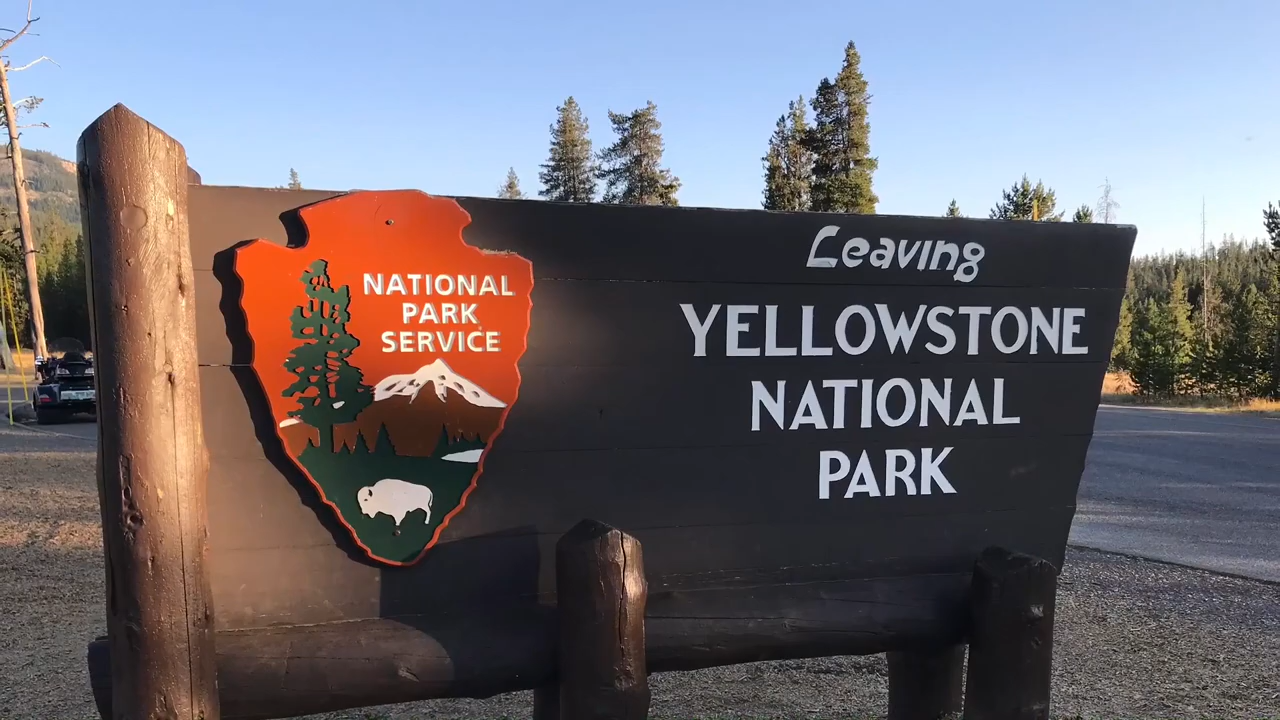 NATIONAL
PARK
SERVICE
Leaving
YELLOWSTONE
NATIONAL
PARK